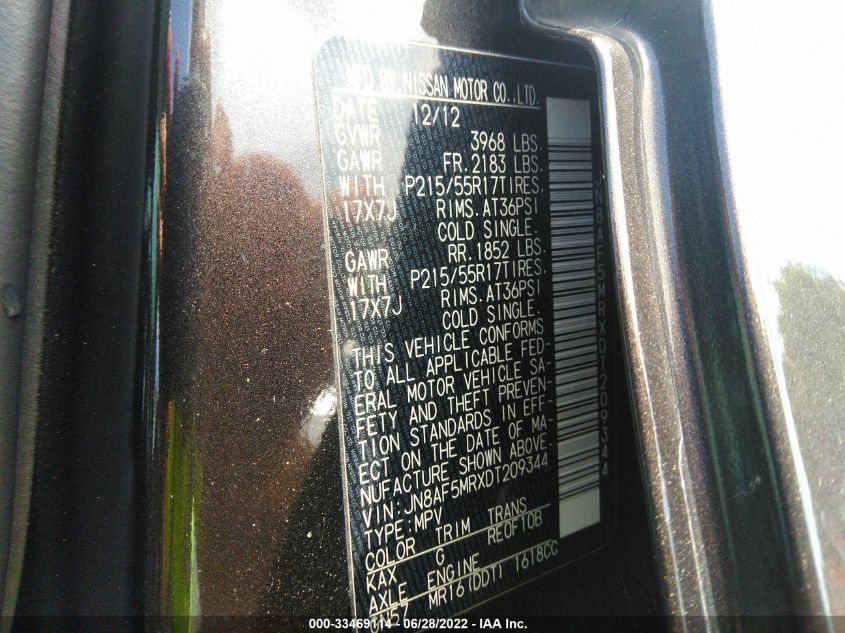 MFD BY NISSAN MOTOR CO.,LTD.
DATE 12/12
GVWR 3968 LBS.
GAWR FR.2183 LBS.
WITH P215/55R17TIRES.
17X7J RIMS.AT36PSI
COLD SINGLE.
GAWR RR.1852 LBS.
WITH P215/55R17TIRES.
17X7J RIMS.AT36PSI
COLD SINGLE.
THIS VEHICLE CONFORMS
TO ALL APPLICABLE FED-
ERAL MOTOR VEHICLE SA-
FETY AND THEFT PREVEN-
TION STANDARDS IN EFF-
ECT ON THE DATE OF MA-
NUFACTURE SHOWN ABOVE.
VIN:JN8AF5MRXDT209344
TYPE:MPV
COLOR TRIM TRANS
KAX G RE0F10B
AXLE ENGINE
GN57 MR16(DDT) 1618CC
JN8AF5MRXDT209344
000-33469114 - 06/28/2022 - IAA Inc.